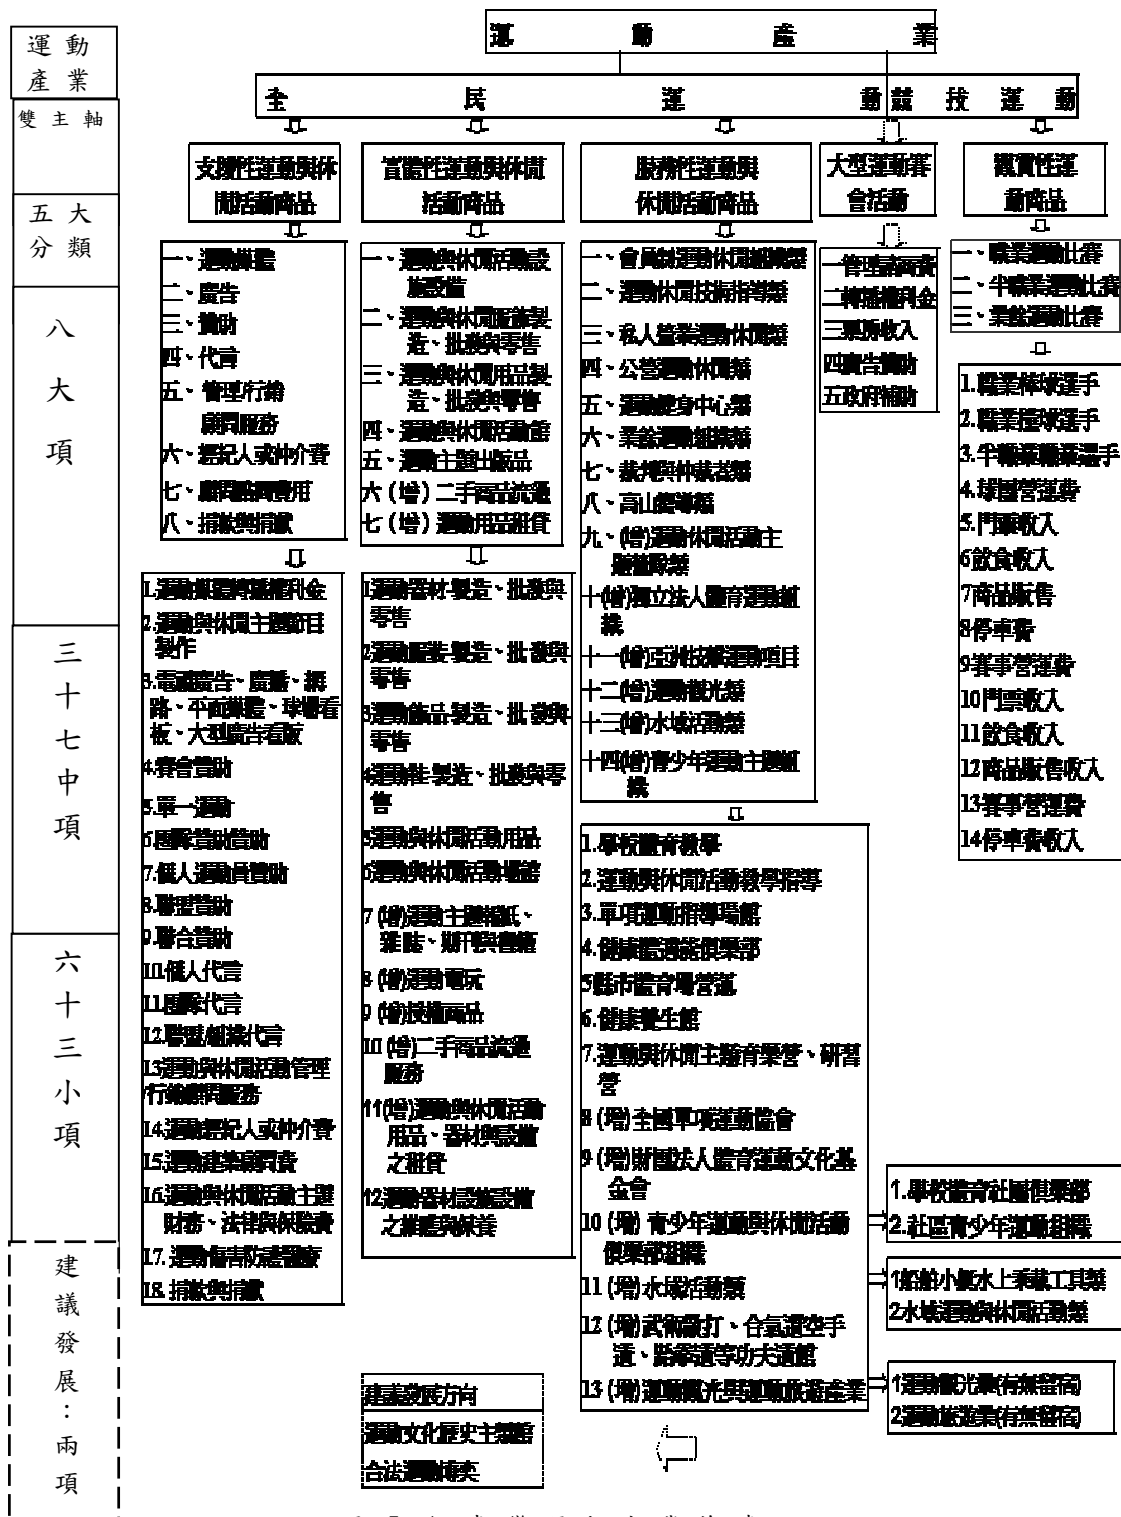 運動
產業
雙主軸
五大
分類
八
大
項
三
十
七
中
項
六
十
三
小
項
建
議
發
展
:
兩
項
運動產業
全民運動競技運動
支援性運動與休
閒活動商品
一、運動媒體
二、廣告
三、贊助
四、代言
五、管理/行銷
顧問服務
六、經紀人或仲介費
七、顧問諮詢費用
八、捐款與捐獻
1.運動媒體轉播權利金
2.運動與休閒主題節目
製作
3.電視廣告、廣播、網
路、平面媒體、球場看
板、大型廣告看版
4.賽會贊助
5.單一運動
6.團隊贊助贊助
7.個人運動員贊助
8.聯盟贊助
9.聯合贊助
10.個人代言
11.團隊代言
12.聯盟/組織代言
13.運動與休閒活動管理
/行銷顧問服務
14.運動經紀人或仲介費
15.運動建築顧問費
16.運動與休閒活動主題
財務、法律與保險費
17.運動傷害防護醫療
18.捐款與捐獻
實體性運動與休閒
活動商品
一、運動與休閒活動設
施設備
二、運動與休閒服飾製
造、批發與零售
三、運動與休閒用品製
造、批發與零售
四、運動與休閒活動館
五、運動主題出版品
六(增)二手商品流通
七(增)運動用品租賃
1運動器材-製造、批發與
零售
2運動服裝-製造、批發與
零售
3運動飾品-製造、批發與
零售
4運動鞋-製造、批發與零
售
5運動與休閒活動用品
6運動與休閒活動場館
7(增)運動主題報紙、
雜誌、期刊與書籍
8(增)運動電玩
9(增)授權商品
10(增)二手商品流通
服務
11(增)運動與休閒活動
用品、器材與設備
之租賃
12運動器材設施設備
之維護與保養
服務性運動與
休閒活動商品
一、會員制運動休閒組織類
二、運動休閒技術指導類
三、私人營業運動休閒類
四、公營運動休閒類
五、運動健身中心類
六、業餘運動組織類
七、裁判與仲裁者類
八、高山嚮導類
九、(增)運動休閒活動主
題營隊類
十(增)獨立法人體育運動組
織
十一(增)亞洲技擊運動項目
十二(增)運動觀光類
十三(增)水域活動類
十四(增)青少年運動主題組
織
1.學校體育教學
2.運動與休閒活動教學指導
3.單項運動指導場館
4.健康體適能俱樂部
5縣市體育場營運
6.健康養生館
7.運動與休閒主題育樂營、研習
營
8(增)全國單項運動協會
9(增)財團法人體育運動文化基
金會
10(增)青少年運動與休閒活動
俱樂部組織
11(增)水域活動類
12(增)武術散打、合氣道空手
道、跆拳道等功夫道館
13(增)運動觀光與運動旅遊產業
大型運動賽
會活動
一管理諮商費
二轉播權利金
三票房收入
四廣告贊助
五政府補助
觀賞性運
動商品
一、職業運動比賽
二、半職業運動比賽
三、業餘運動比賽
1.職業棒球選手
2.職業撞球選手
3.半職業職業選手
4.球團營運費
5.門票收入
6飲食收入
7商品販售
8停車費
9賽事營運費
10門票收入
11飲食收入
12商品販售收入
13賽事營運費
14停車費收入
1.學校體育社團俱樂部
2.社區青少年運動組織
1船舶小艇水上乘載工具類
2水域運動與休閒活動類
1運動觀光業(有無留宿)
2運動旅遊業(有無留宿)
建議發展方向
運動文化歷史主題館
合法運動博奕